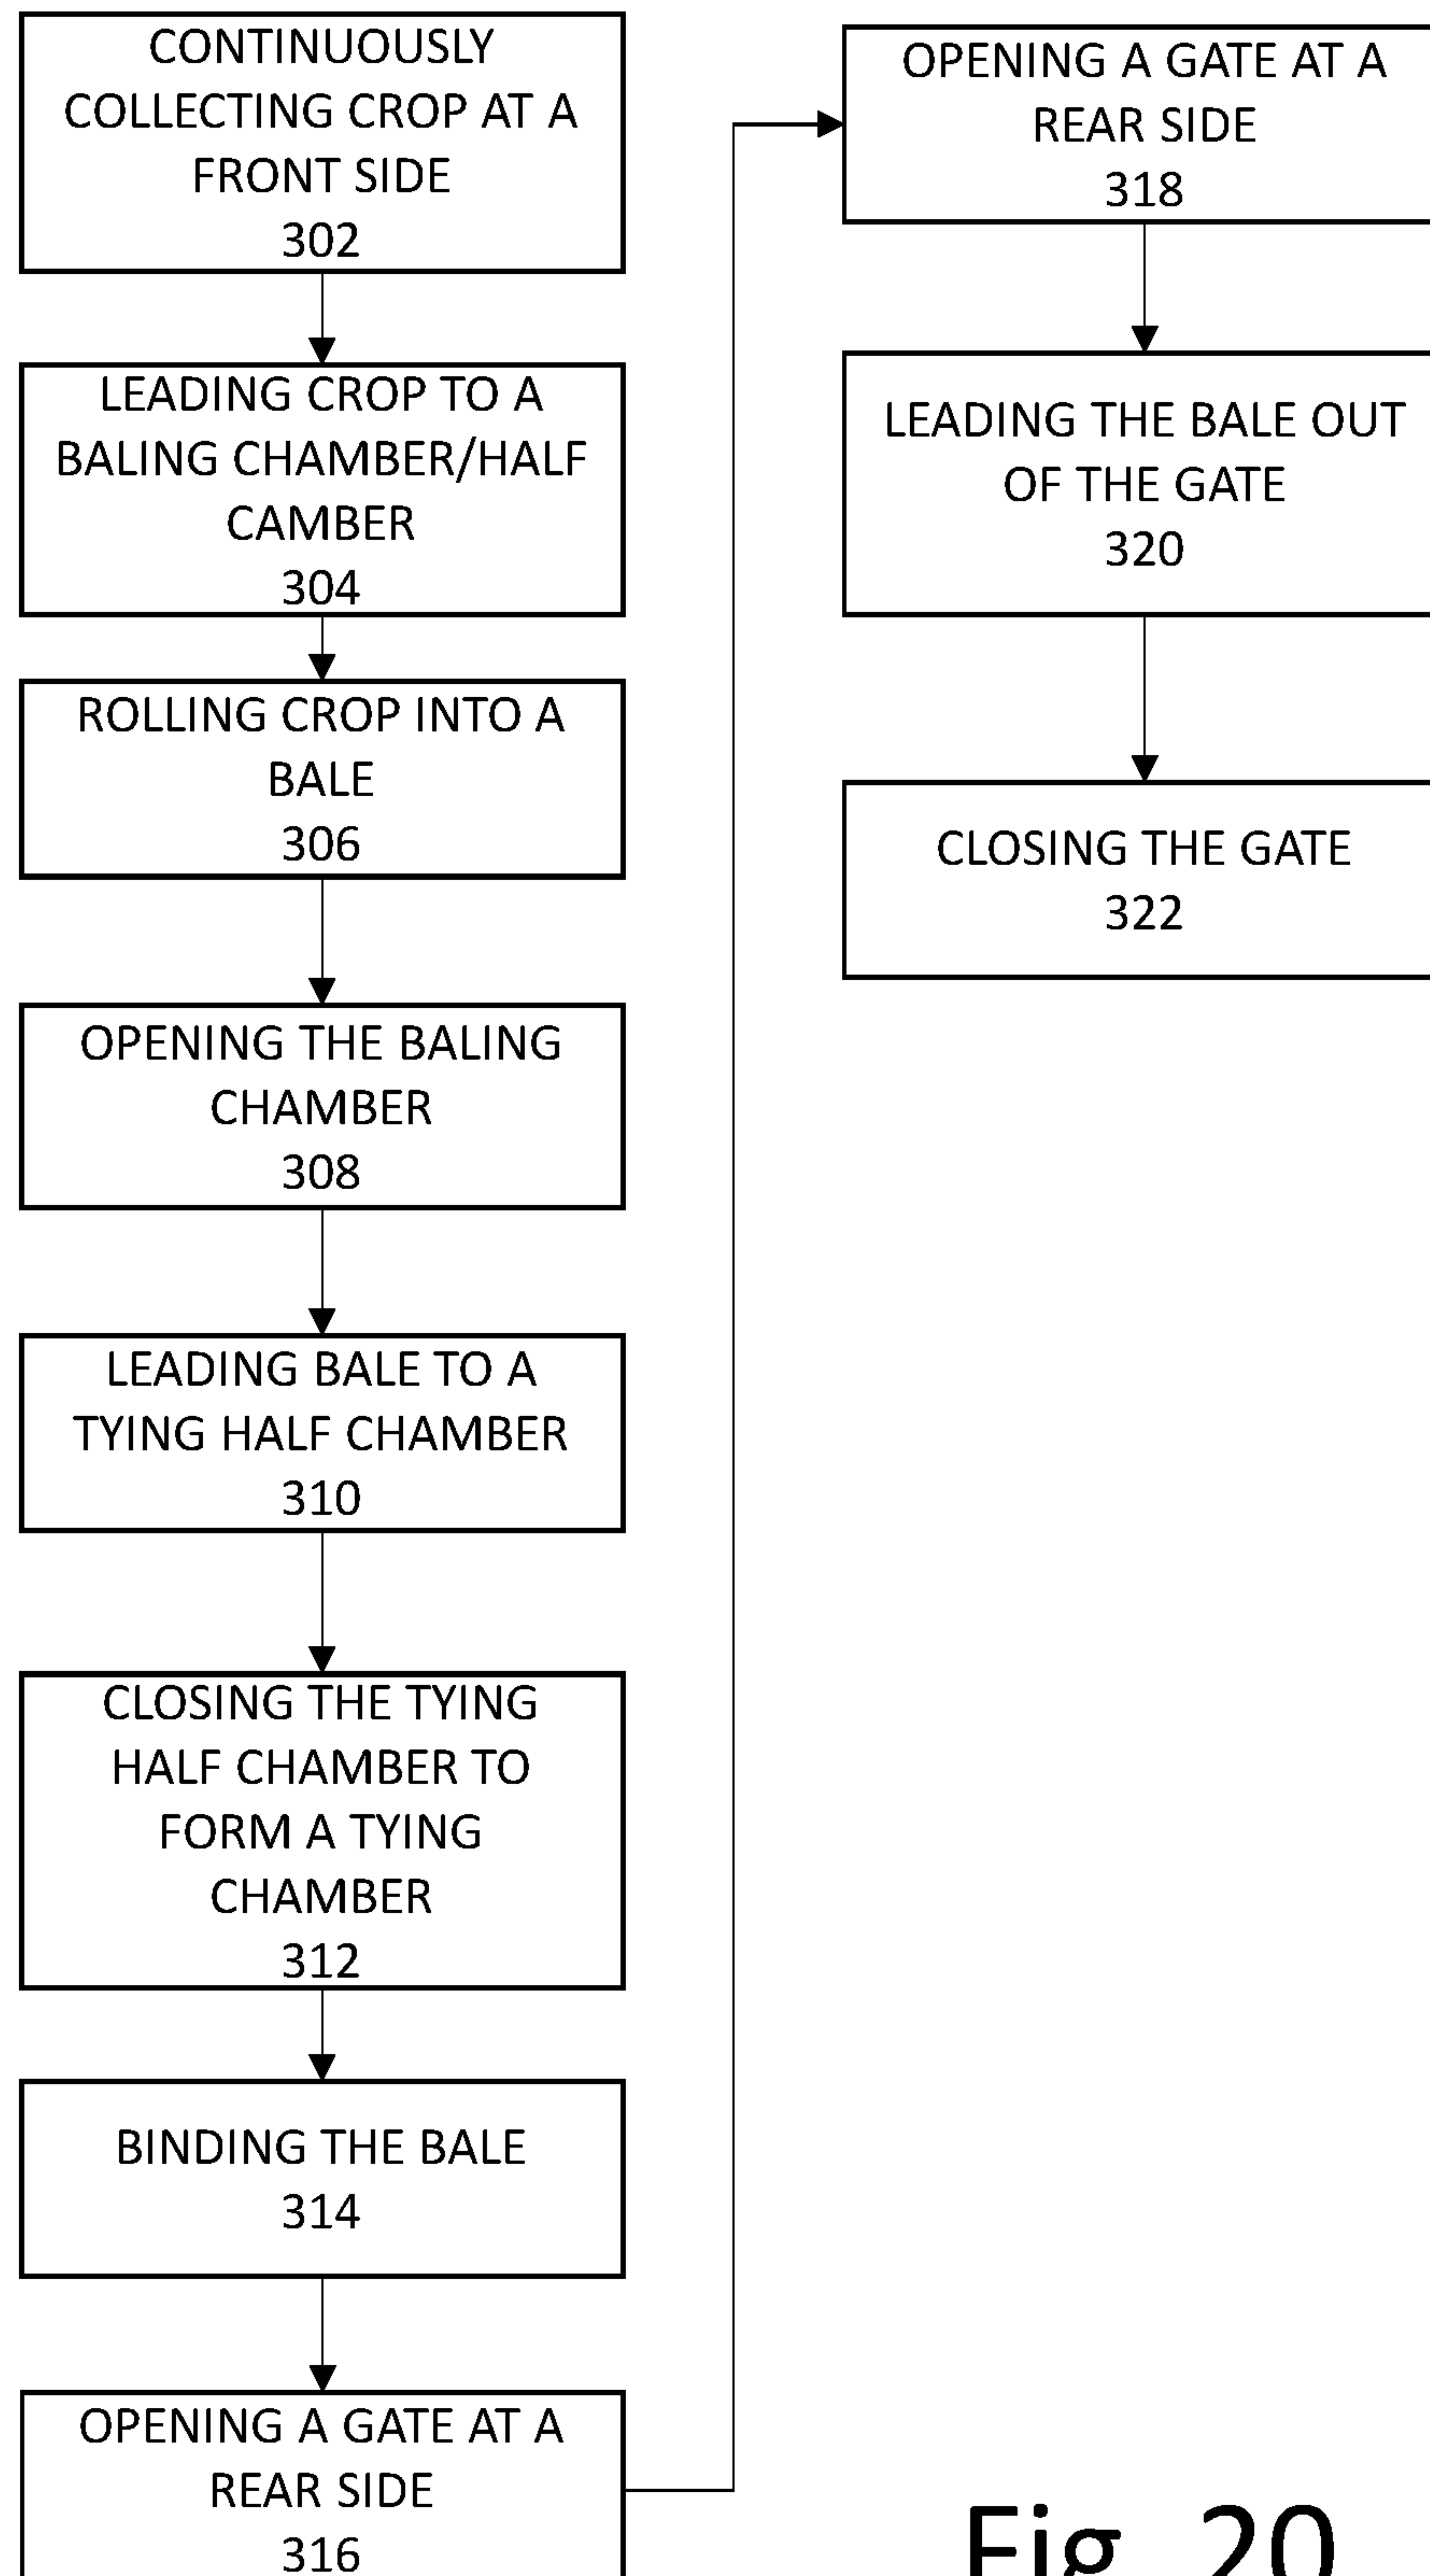 CONTINUOUSLY
COLLECTING CROP AT A
FRONT SIDE
302
LEADING CROP TO A
BALING CHAMBER/HALF
CAMBER
304
ROLLING CROP INTO A
BALE
306
OPENING THE BALING
CHAMBER
308
LEADING BALE TO A
TYING HALF CHAMBER
310
CLOSING THE TYING
HALF CHAMBER TO
FORM A TYING
CHAMBER
312
BINDING THE BALE
314
OPENING A GATE AT A
REAR SIDE
316
OPENING A GATE AT A
REAR SIDE
318
LEADING THE BALE OUT
OF THE GATE
320
CLOSING THE GATE
322
Fig. 20